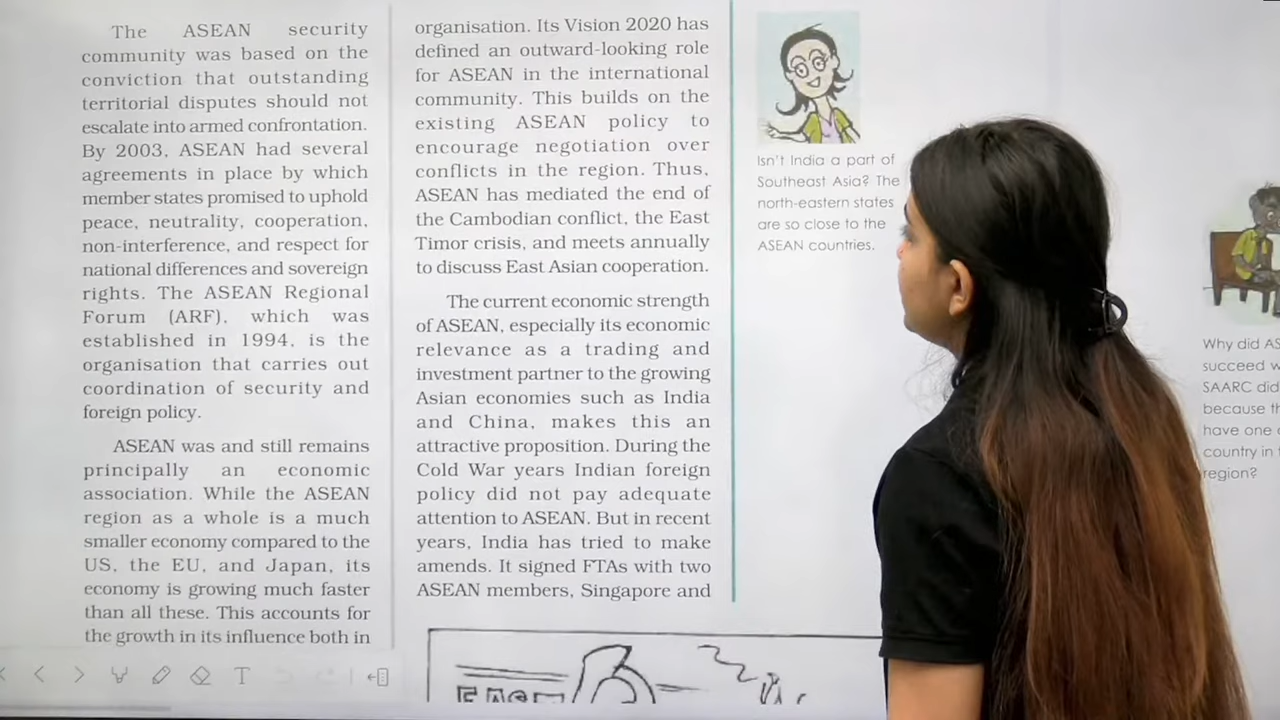 The ASEAN security
community was based on the
conviction that outstanding
territorial disputes should not
escalate into armed confrontation.
By 2003, ASEAN had several
agreements in place by which
member states promised to uphold
peace, neutrality, cooperation,
non-interference, and respect for
national differences and sovereign
rights. The ASEAN Regional
Forum (ARF), which was
established in 1994, is the
organisation that carries out
coordination of security and
foreign policy.
ASEAN was and still remains
principally an economic
association. While the ASEAN
region as a whole is a much
smaller economy compared to the
US, the EU, and Japan, its
economy is growing much faster
than all these. This accounts for
the growth in its influence both in
organisation. Its Vision 2020 has
defined an outward-looking role
for ASEAN in the international
community. This builds on the
existing ASEAN policy to
encourage negotiation over
conflicts in the region. Thus,
ASEAN has mediated the end of
the Cambodian conflict, the East
Timor crisis, and meets annually
to discuss East Asian cooperation.
The current economic strength
of ASEAN, especially its economic
relevance as a trading and
investment partner to the growing
Asian economies such as India
and China, makes this an
attractive proposition. During the
Cold War years Indian foreign
policy did not pay adequate
attention to ASEAN. But in recent
years, India has tried to make
amends. It signed FTAs with two
ASEAN members, Singapore and
Isn't India a part of
Southeast Asia? The
north-eastern states
are so close to the
ASEAN countries.
Why did AS
succeed w
SAARC did
because th
have one
country in
region?
T